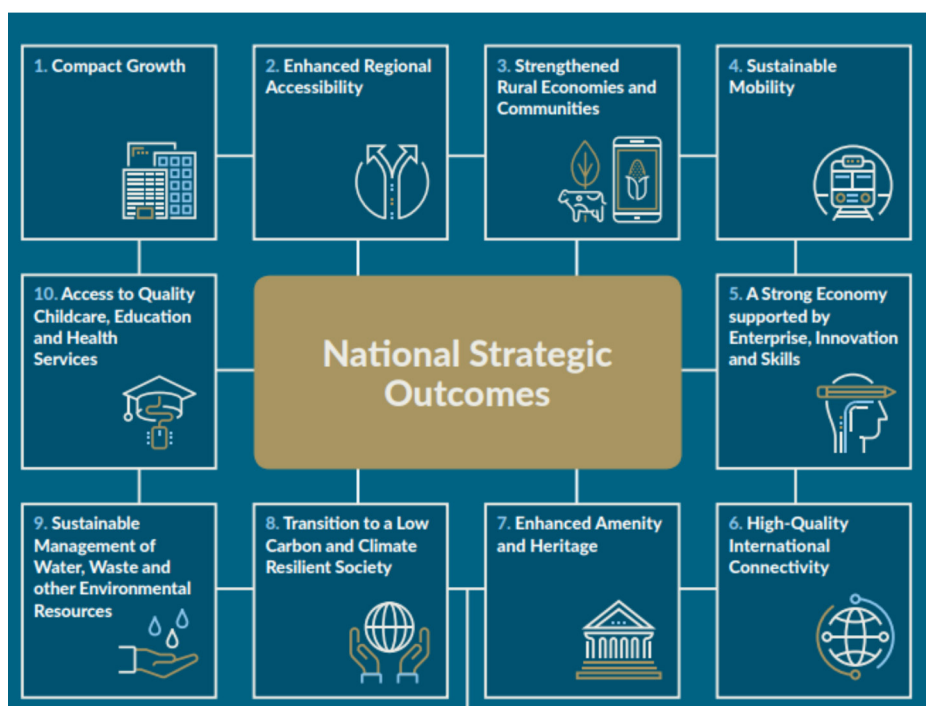 1. Compact Growth
2. Enhanced Regional
Accessibility
3. Strengthened
Rural Economies and
Communities
4. Sustainable
Mobility
10. Access to Quality
Childcare, Education
and Health
Services
National Strategic
Outcomes
5. A Strong Economy
supported by
Enterprise, Innovation
and Skills
9. Sustainable
Management of
Water, Waste and
other Environmental
Resources
8. Transition to a Low
Carbon and Climate
Resilient Society
7. Enhanced Amenity
and Heritage
6. High-Quality
International
Connectivity